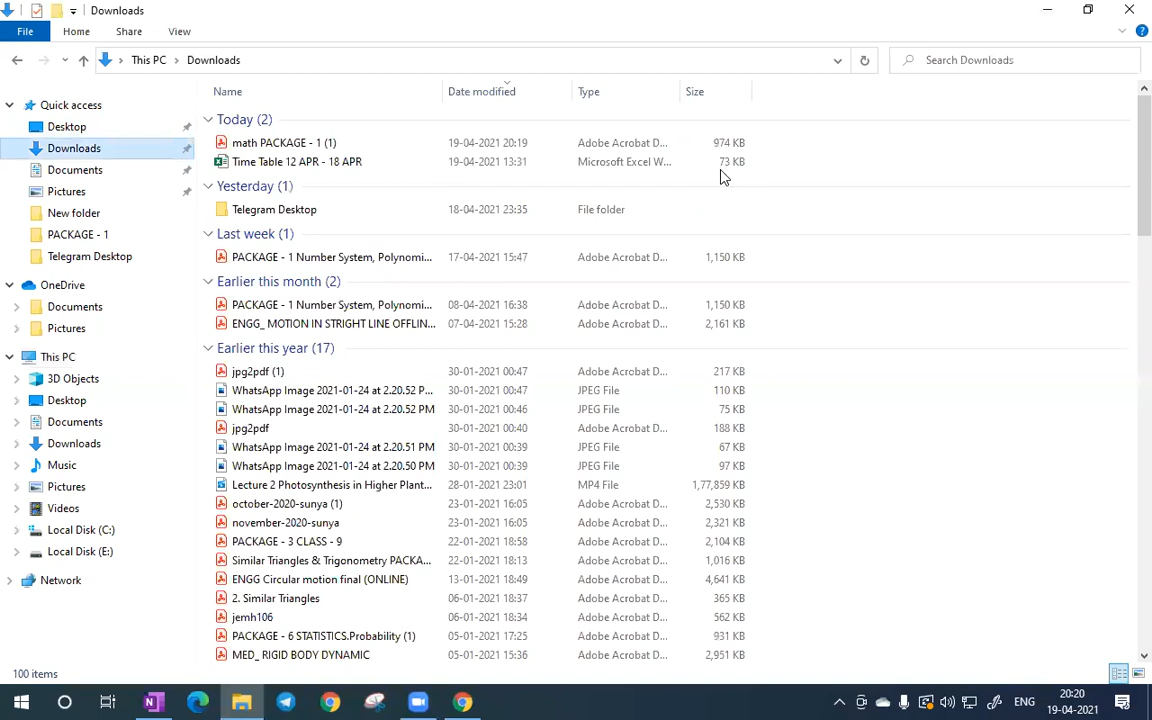 Downloads
File Home Share View
This PC Downloads
Search Downloads
Name Date modified Type Size
Quick access
Desktop
Downloads
Documents
Pictures
New folder
PACKAGE - 1
Telegram Desktop
OneDrive
Documents
Pictures
This PC
3D Objects
Desktop
Documents
Downloads
Music
Pictures
Videos
Local Disk (C:)
Local Disk (E:)
Network
Today (2)
math PACKAGE - 1 (1) 19-04-2021 20:19 Adobe Acrobat D... 974 KB
Time Table 12 APR - 18 APR 19-04-2021 13:31 Microsoft Excel W... 73 KB
Yesterday (1)
Telegram Desktop 18-04-2021 23:35 File folder
Last week (1)
PACKAGE - 1 Number System, Polynomi... 17-04-2021 15:47 Adobe Acrobat D... 1,150 KB
Earlier this month (2)
PACKAGE - 1 Number System, Polynomi... 08-04-2021 16:38 Adobe Acrobat D... 1,150 KB
ENGG_ MOTION IN STRIGHT LINE OFFLIN... 07-04-2021 15:28 Adobe Acrobat D... 2,161 KB
Earlier this year (17)
jpg2pdf (1) 30-01-2021 00:47 Adobe Acrobat D... 217 KB
WhatsApp Image 2021-01-24 at 2.20.52 P... 30-01-2021 00:47 JPEG File 110 KB
WhatsApp Image 2021-01-24 at 2.20.52 PM 30-01-2021 00:46 JPEG File 75 KB
jpg2pdf 30-01-2021 00:40 Adobe Acrobat D... 188 KB
WhatsApp Image 2021-01-24 at 2.20.51 PM 30-01-2021 00:39 JPEG File 67 KB
WhatsApp Image 2021-01-24 at 2.20.50 PM 30-01-2021 00:39 JPEG File 97 KB
Lecture 2 Photosynthesis in Higher Plant... 28-01-2021 23:01 MP4 File 1,77,859 KB
october-2020-sunya (1) 23-01-2021 16:05 Adobe Acrobat D... 2,530 KB
november-2020-sunya 23-01-2021 16:05 Adobe Acrobat D... 2,321 KB
PACKAGE - 3 CLASS - 9 22-01-2021 18:58 Adobe Acrobat D... 2,104 KB
Similar Triangles & Trigonometry PACKA... 22-01-2021 18:13 Adobe Acrobat D... 1,016 KB
ENGG Circular motion final (ONLINE) 13-01-2021 18:49 Adobe Acrobat D... 4,641 KB
2. Similar Triangles 06-01-2021 18:37 Adobe Acrobat D... 365 KB
jemh106 06-01-2021 18:34 Adobe Acrobat D... 562 KB
PACKAGE - 6 STATISTICS.Probability (1) 05-01-2021 17:25 Adobe Acrobat D... 931 KB
MED_ RIGID BODY DYNAMIC 05-01-2021 15:36 Adobe Acrobat D... 2,951 KB
100 items
ENG
20:20
19-04-2021